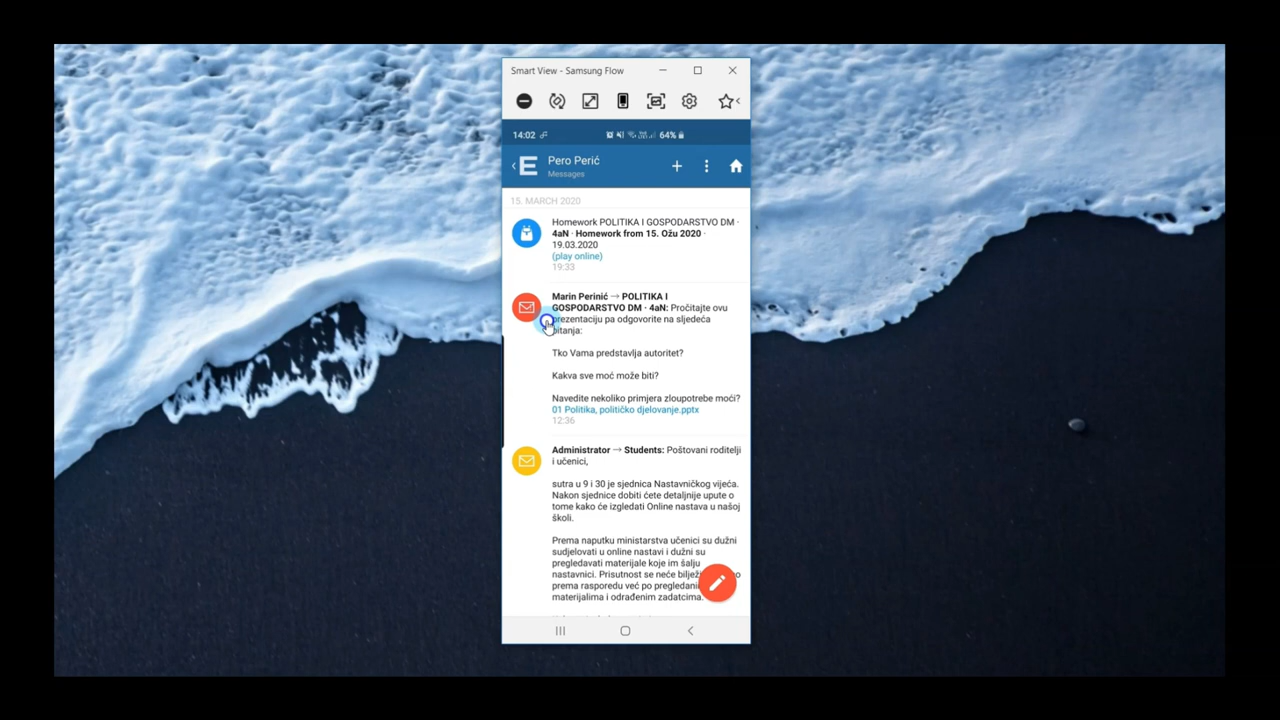 Smart View - Samsung Flow
14:02
64%
E
Pero Perić
Messages
15. MARCH 2020
Homework POLITIKA I GOSPODARSTVO DM ·
4aN · Homework from 15. Ožu 2020 ·
19.03.2020
(play online)
19:33
Marin Perinić → POLITIKA I
GOSPODARSTVO DM · 4aN: Pročitajte ovu
prezentaciju pa odgovorite na sljedeća
pitanja:
Tko Vama predstavlja autoritet?
Kakva sve moć može biti?
Navedite nekoliko primjera zloupotrebe moći?
01 Politika, političko djelovanje.pptx
12:36
Administrator → Students: Poštovani roditelji
i učenici,
sutra u 9 i 30 je sjednica Nastavničkog vijeća.
Nakon sjednice dobiti ćete detaljnije upute o
tome kako će izgledati Online nastava u našoj
školi.
Prema naputku ministarstva učenici su dužni
sudjelovati u online nastavi i dužni su
pregledavati materijale koje im šalju
nastavnici. Prisutnost se neće
prema rasporedu već po
materijalima i odrađenim zadatcima.